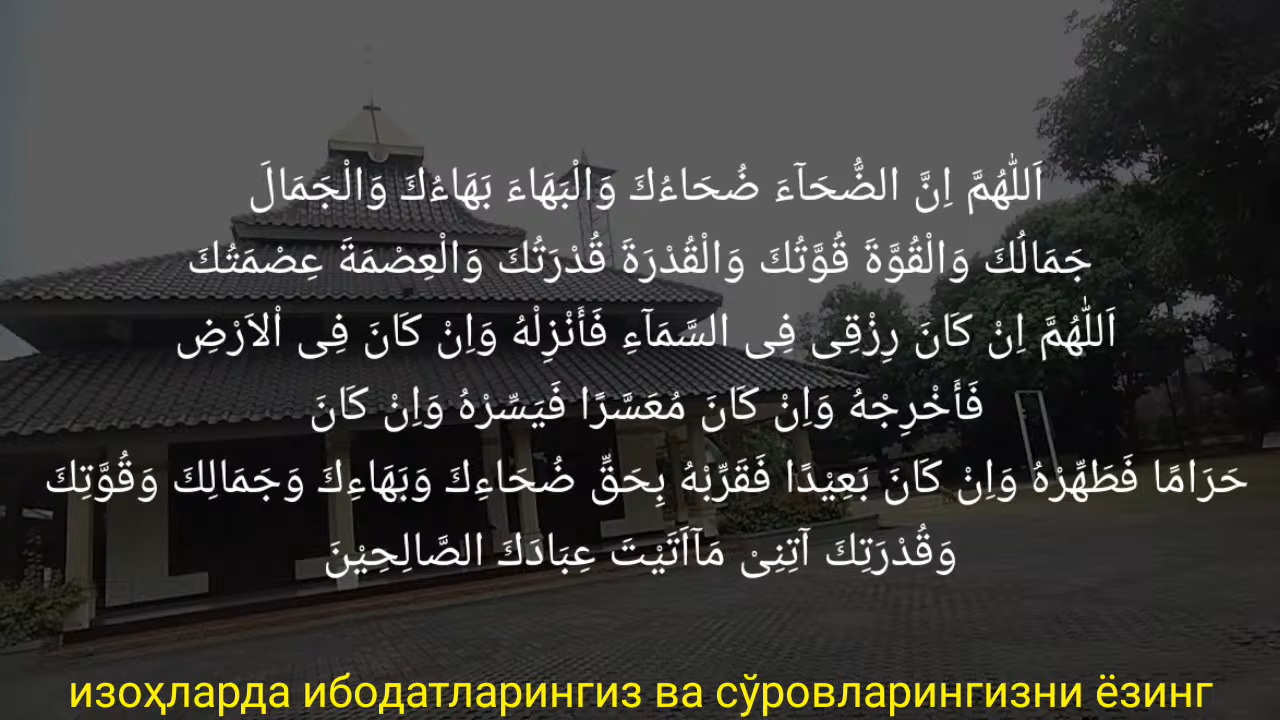 اَللّٰهُمَّ اِنَّ الضُّحَآءَ ضُحَاءُكَ وَالْبَهَاءَ بَهَاءُكَ وَالْجَمَالَ
جَمَالُكَ وَالْقُوَّةَ قُوَّتُكَ وَالْقُدْرَةَ قُدْرَتُكَ وَالْعِصْمَةَ عِصْمَتُكَ
اَللّٰهُمَّ اِنْ كَانَ رِزْقِى فِى السَّمَآءِ فَأَنْزِلْهُ وَاِنْ كَانَ فِى اْلاَرْضِ
فَأَخْرِجْهُ وَاِنْ كَانَ مُعَسَّرًا فَيَسِّرْهُ وَاِنْ كَانَ
حَرَامًا فَطَهِّرْهُ وَاِنْ كَانَ بَعِيْدًا فَقَرِّبْهُ بِحَقِّ ضُحَاءِكَ وَبَهَاءِكَ وَجَمَالِكَ وَقُوَّتِكَ
وَقُدْرَتِكَ آتِنِىْ مَآاَتَيْتَ عِبَادَكَ الصَّالِحِيْنَ
изоҳларда ибодатларингиз ва сўровларингизни ёзинг